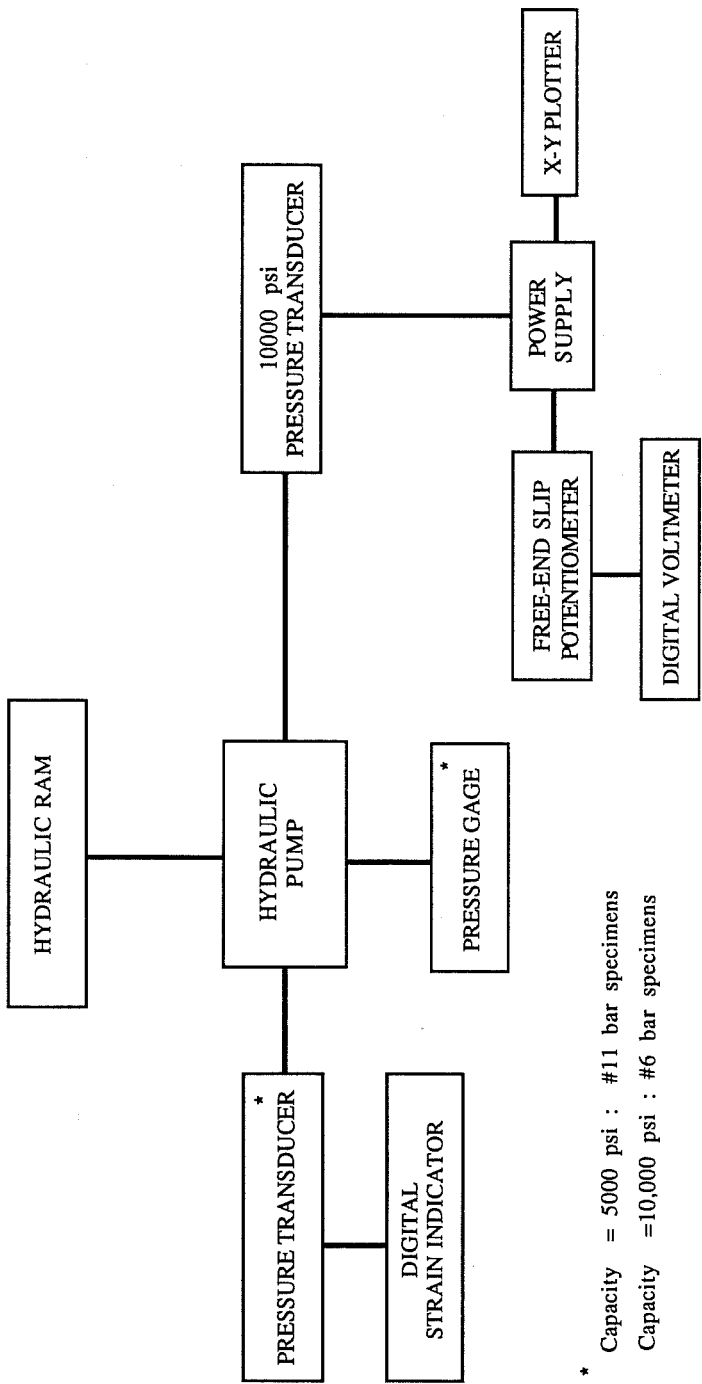 HYDRAULIC RAM
PRESSURE TRANSDUCER *
HYDRAULIC
PUMP
10000 psi
PRESSURE TRANSDUCER
DIGITAL
STRAIN INDICATOR
PRESSURE GAGE *
FREE-END SLIP
POTENTIOMETER
POWER
SUPPLY
X-Y PLOTTER
DIGITAL VOLTMETER
*
Capacity = 5000 psi : #11 bar specimens
Capacity =10,000 psi : #6 bar specimens